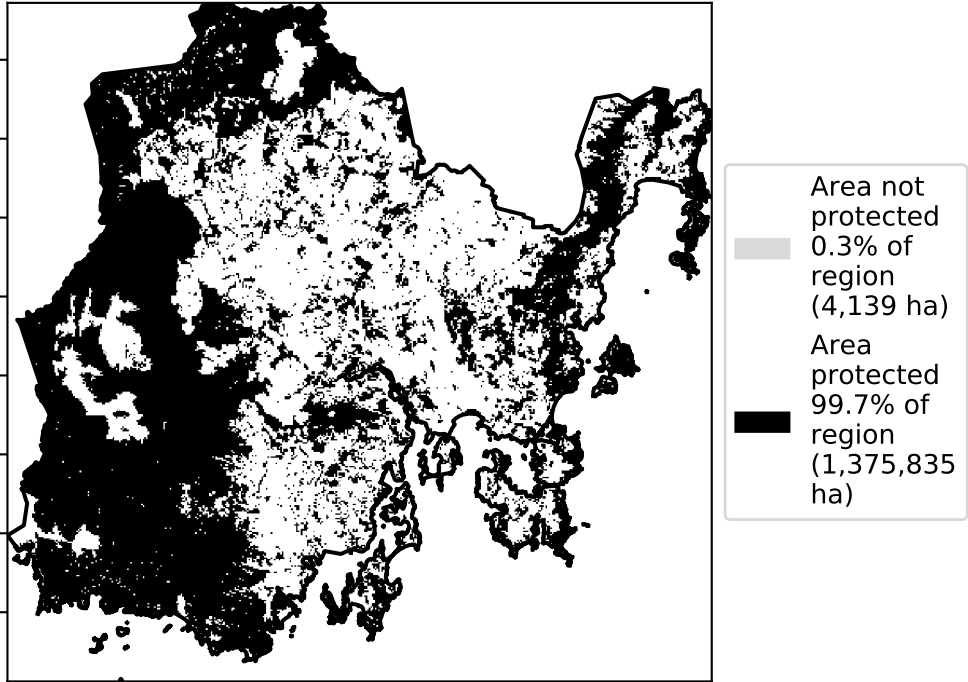 Area not
protected
0.3% of
region
(4,139 ha)
Area
protected
99.7% of
region
(1,375,835
ha)